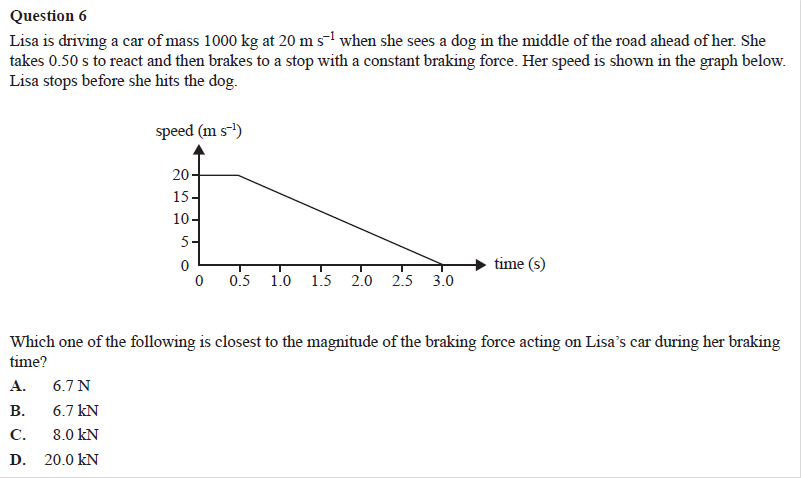 Question 6
Lisa is driving a car of mass 1000 kg at 20 m s⁻¹ when she sees a dog in the middle of the road ahead of her. She
takes 0.50 s to react and then brakes to a stop with a constant braking force. Her speed is shown in the graph below.
Lisa stops before she hits the dog.
speed (m s⁻¹)
20
15
10
5
0
time (s)
0 0.5 1.0 1.5 2.0 2.5 3.0
Which one of the following is closest to the magnitude of the braking force acting on Lisa’s car during her braking
time?
A. 6.7 N
B. 6.7 kN
C. 8.0 kN
D. 20.0 kN